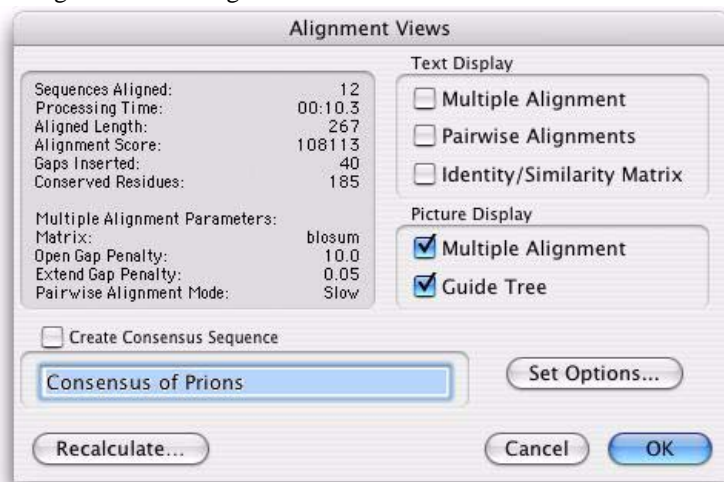 Alignment Views
Sequences Aligned: 12
Processing Time: 00:10.3
Aligned Length: 267
Alignment Score: 108113
Gaps Inserted: 40
Conserved Residues: 185
Multiple Alignment Parameters:
Matrix: blosum
Open Gap Penalty: 10.0
Extend Gap Penalty: 0.05
Pairwise Alignment Mode: Slow
Text Display
Multiple Alignment
Pairwise Alignments
Identity/Similarity Matrix
Picture Display
Multiple Alignment
Guide Tree
Create Consensus Sequence
Consensus of Prions
Set Options...
Recalculate...
Cancel
OK